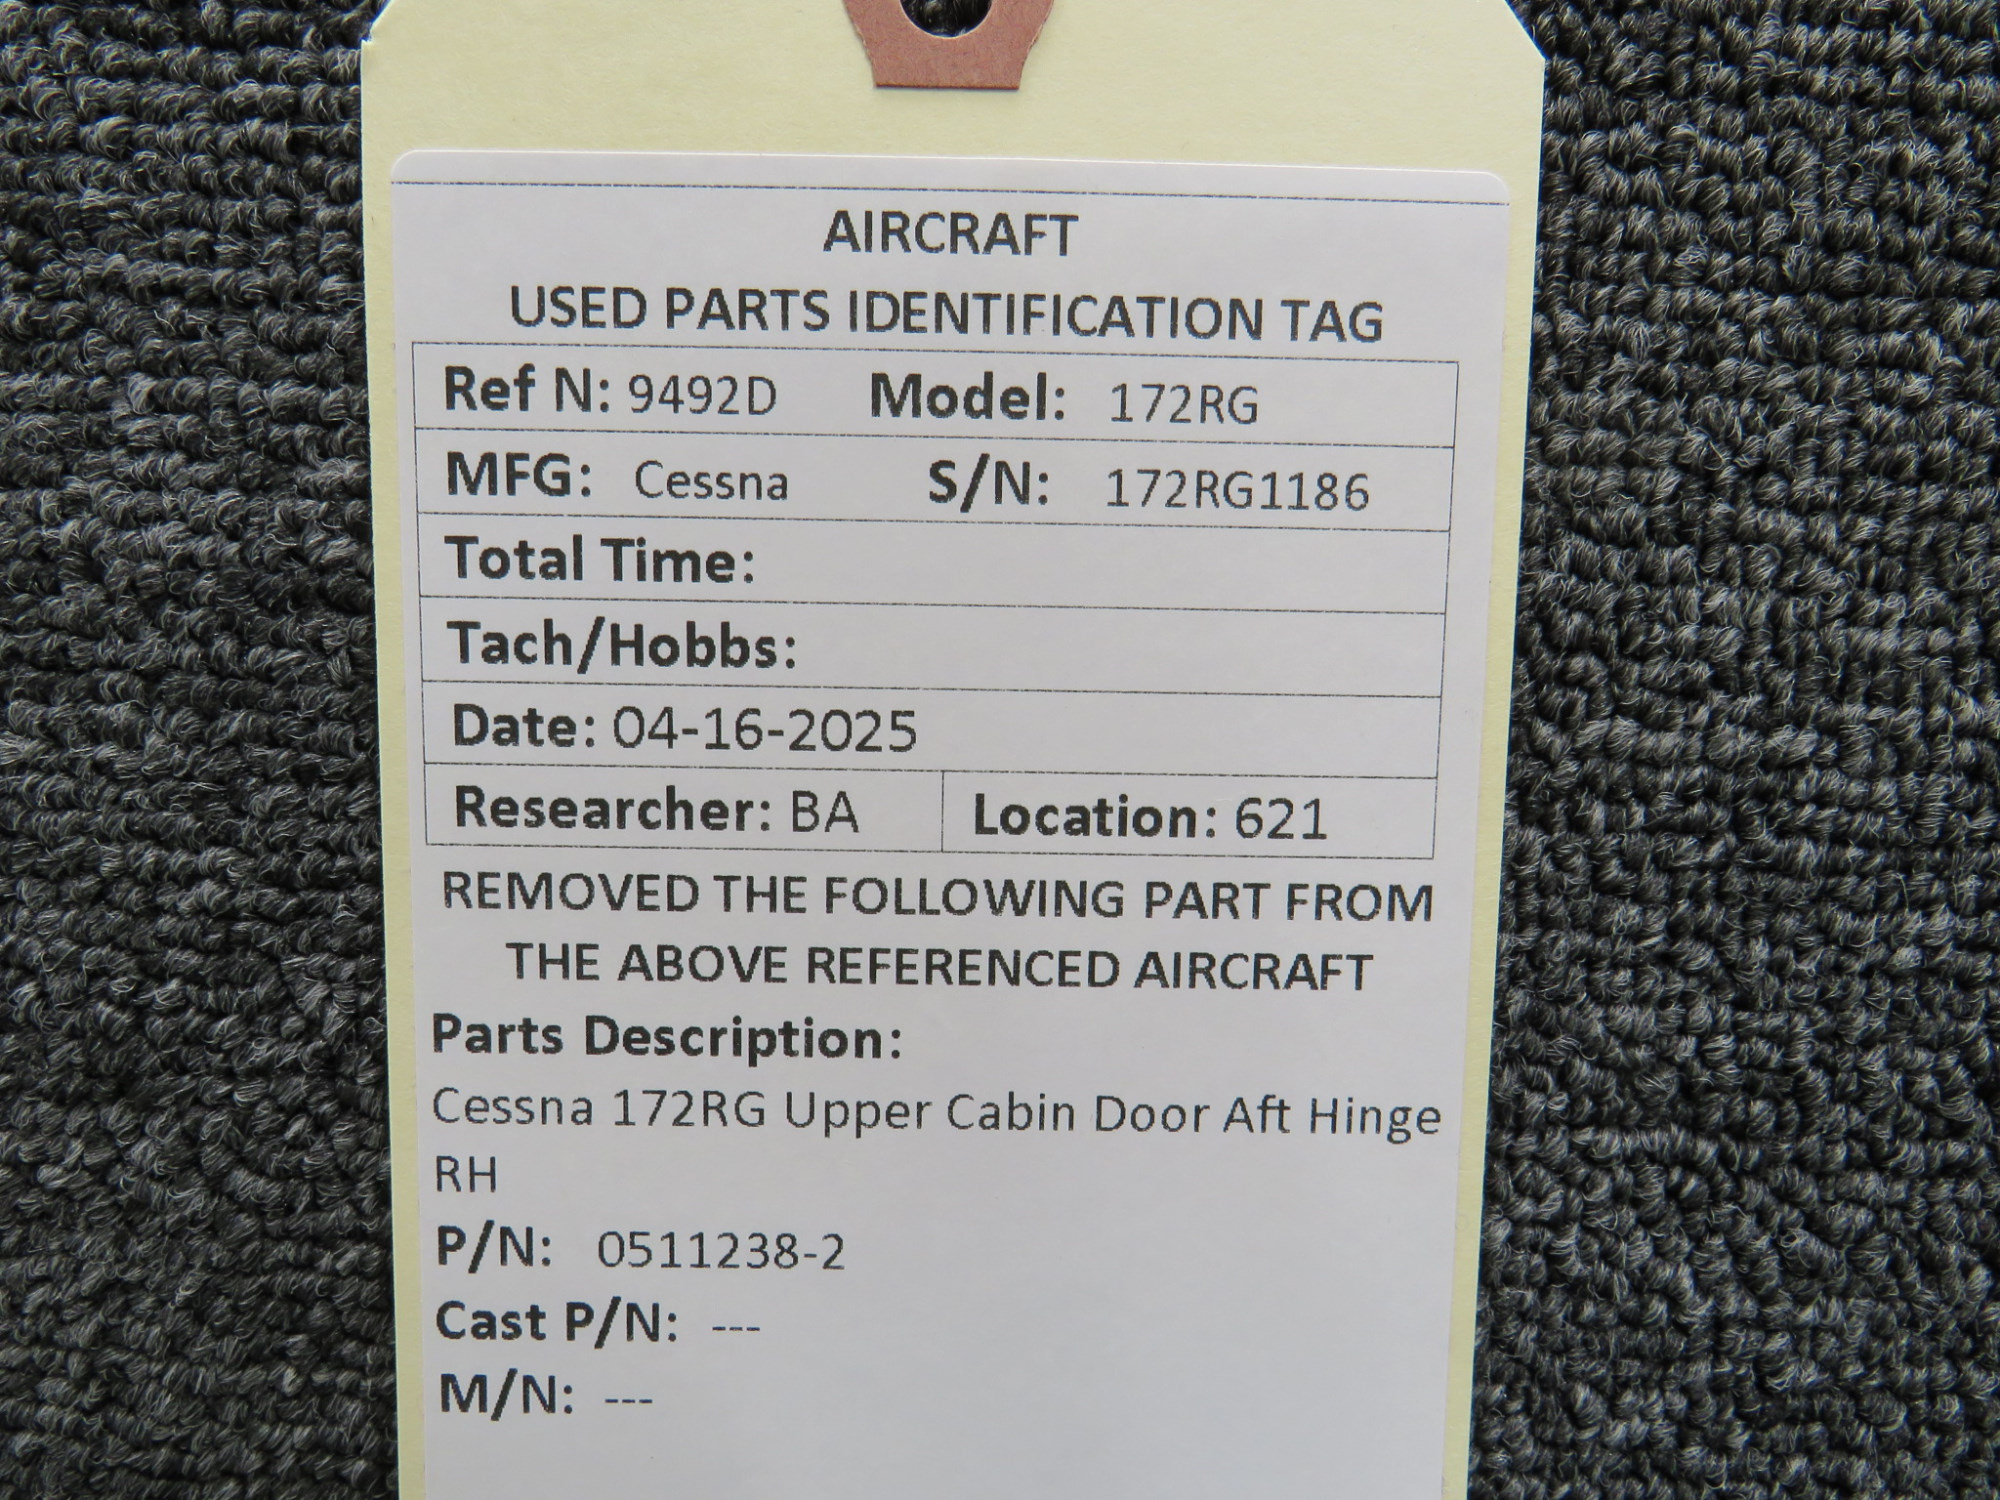 AIRCRAFT
USED PARTS IDENTIFICATION TAG
Ref N: 9492D Model: 172RG
MFG: Cessna S/N: 172RG1186
Total Time:
Tach/Hobbs:
Date: 04-16-2025
Researcher: BA Location: 621
REMOVED THE FOLLOWING PART FROM
THE ABOVE REFERENCED AIRCRAFT
Parts Description:
Cessna 172RG Upper Cabin Door Aft Hinge
RH
P/N: 0511238-2
Cast P/N: ---
M/N: ---